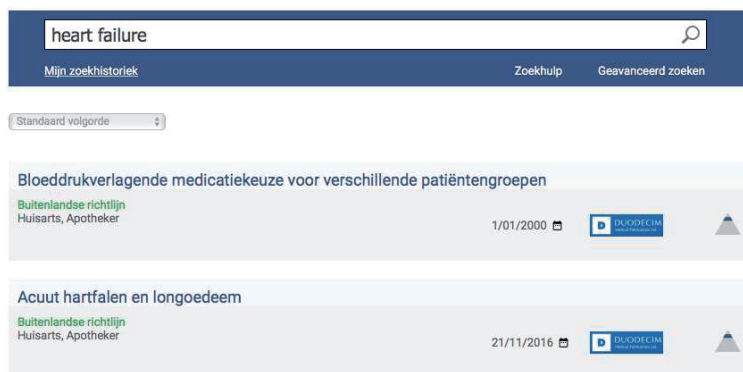 heart failure
Mijn zoekhistoriek Zoekhulp Geavanceerd zoeken
Standaard volgorde
Bloeddrukverlagende medicatiekeuze voor verschillende patiëntengroepen
Buitenlandse richtlijn
Huisarts, Apotheker
1/01/2000 D DUODECIM
Acuut hartfalen en longoedeem
Buitenlandse richtlijn
Huisarts, Apotheker
21/11/2016 D DUODECIM